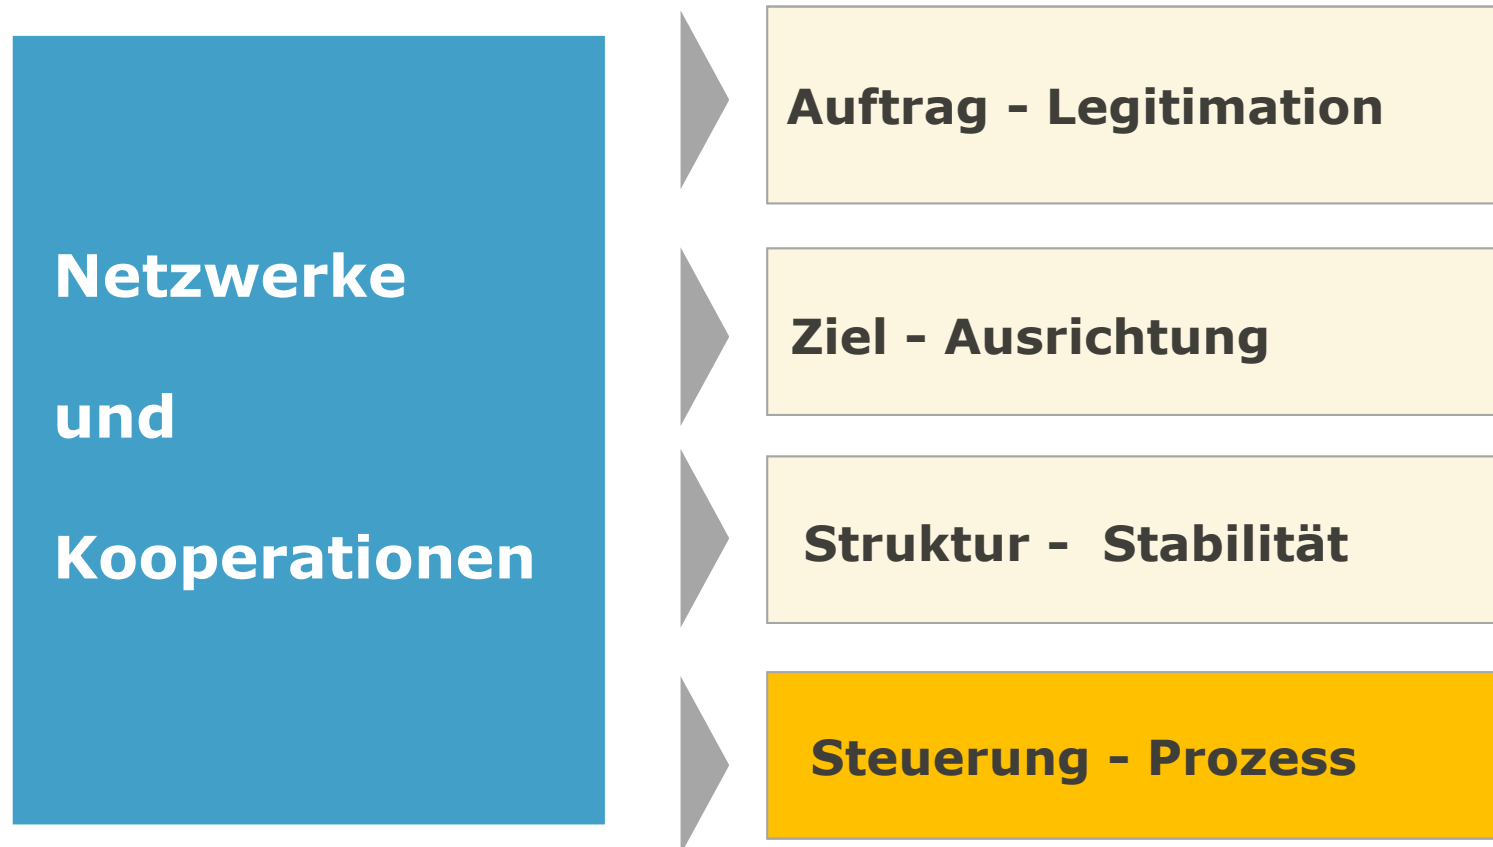 Netzwerke
und
Kooperationen
Auftrag - Legitimation
Ziel - Ausrichtung
Struktur -  Stabilität
Steuerung - Prozess